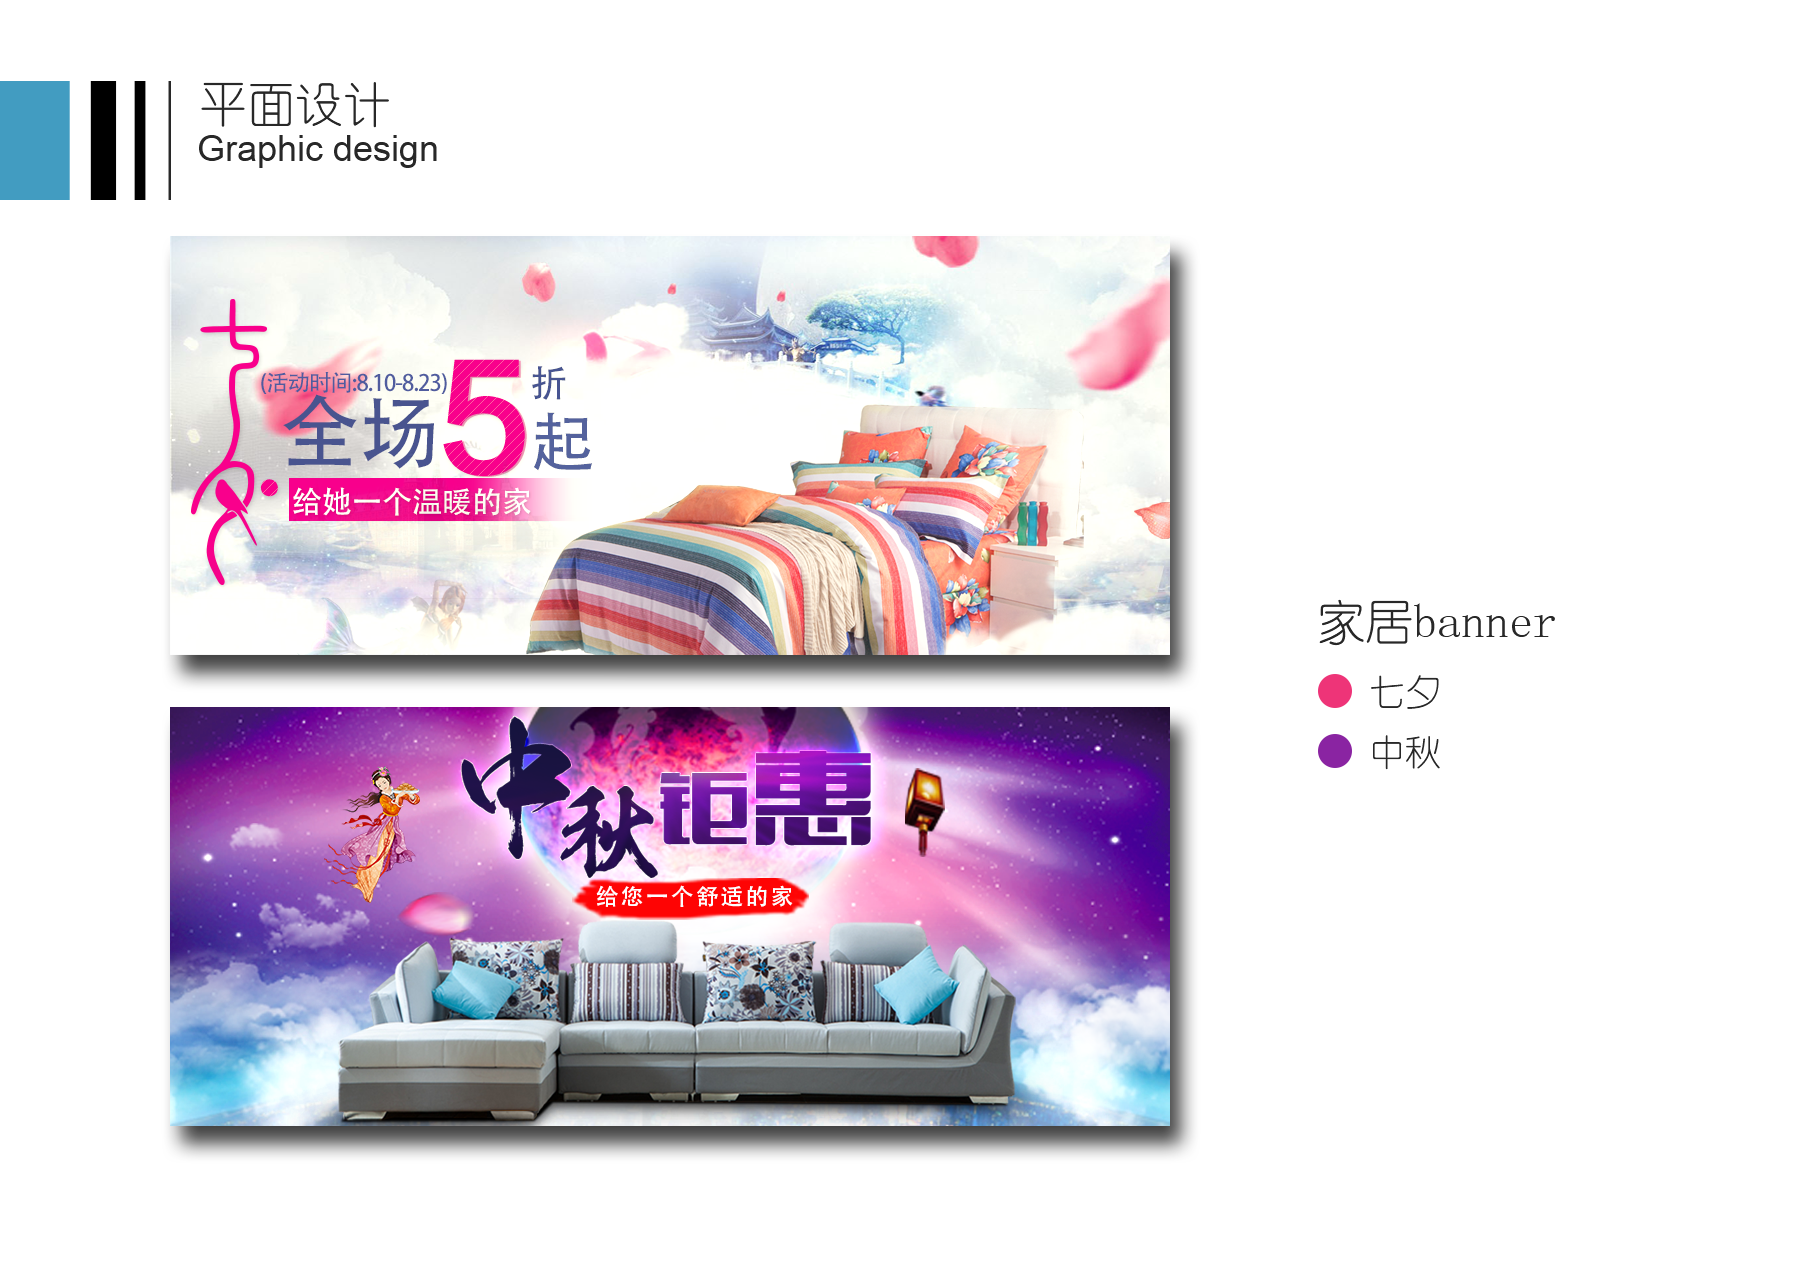 平面设计
Graphic design
七夕
(活动时间:8.10-8.23)
全场5折起
给她一个温暖的家
中秋钜惠
给您一个舒适的家
家居banner
七夕
中秋